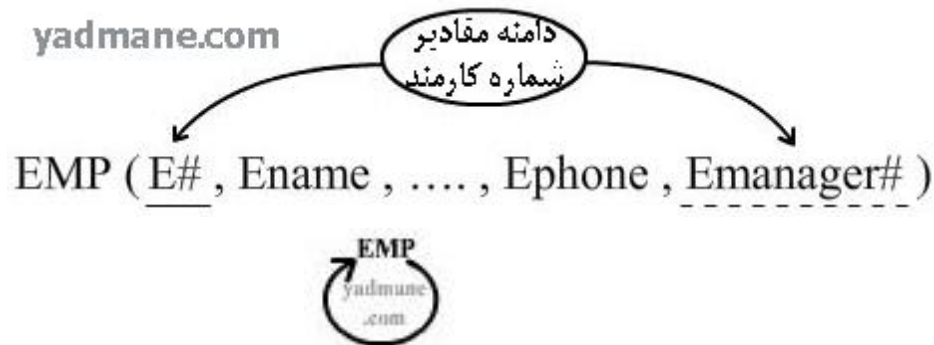 yadmane.com
دامنه مقادیر
شماره کارمند
EMP ( E# , Ename , .... , Ephone , Emanager# )
EMP
yadmane
.com